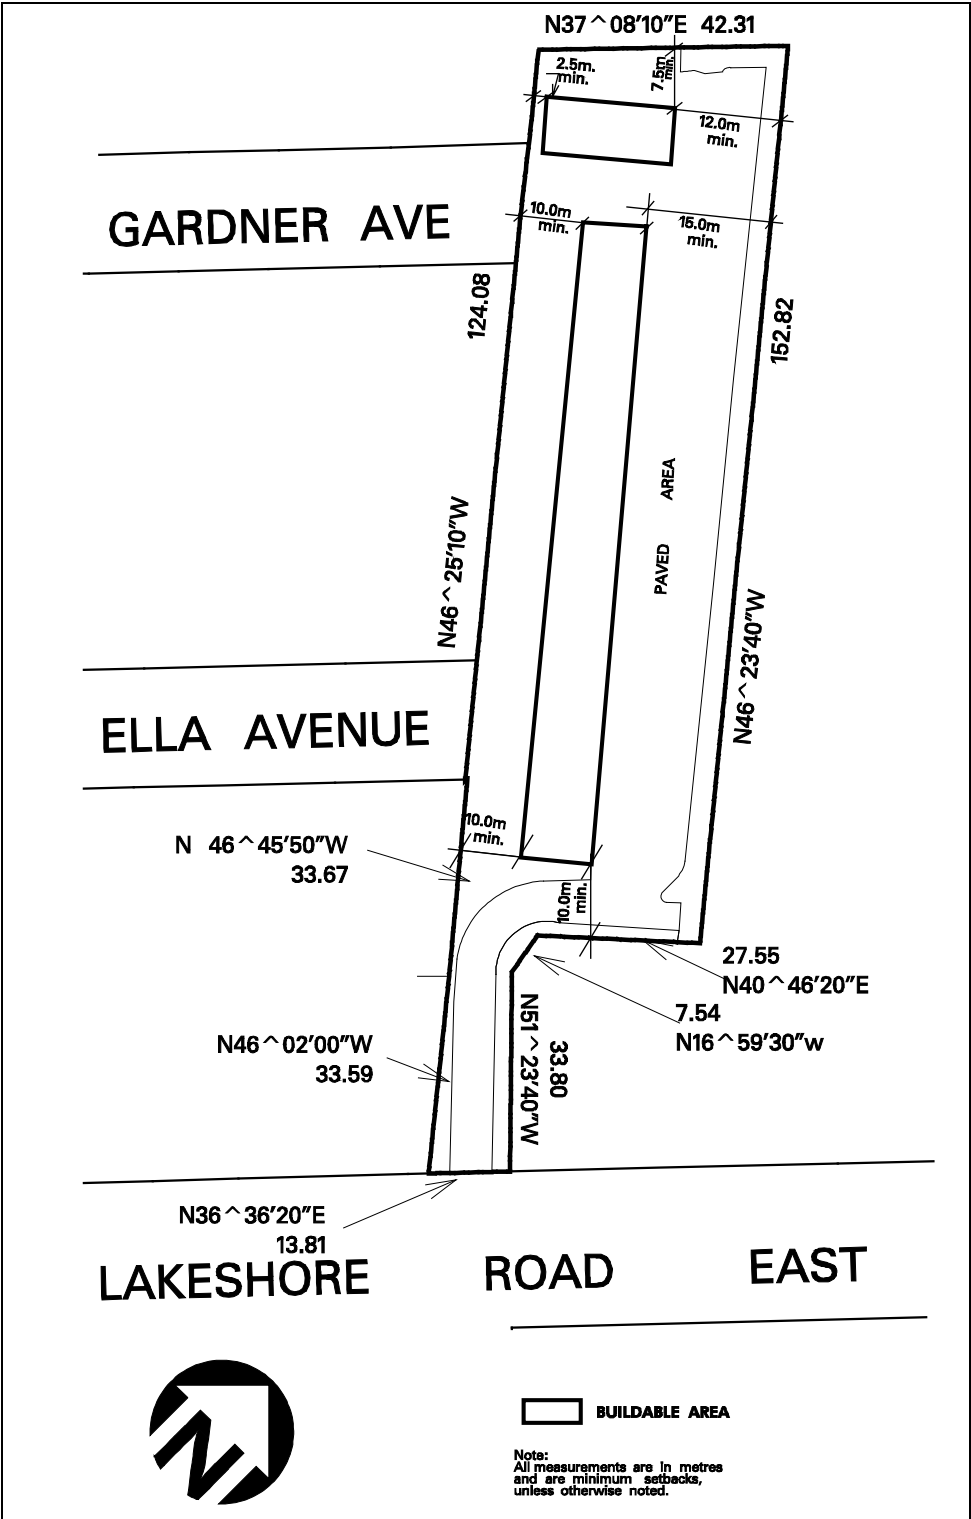 N37^08'10"E 42.31
2.5m.
min.
7.5m
min.
12.0m
min.
GARDNER AVE
10.0m
min.
15.0m
min.
124.08
152.82
PAVED AREA
N46^25'10"W
N46^23'40"W
ELLA AVENUE
10.0m
min.
N 46^45'50"W
33.67
10.0m
min.
27.55
N40^46'20"E
7.54
N16^59'30"w
N51^23'40"W
33.80
N46^02'00"W
33.59
N36^36'20"E
13.81
LAKESHORE ROAD EAST
N
BUILDABLE AREA
Note:
All measurements are in metres
and are minimum setbacks,
unless otherwise noted.